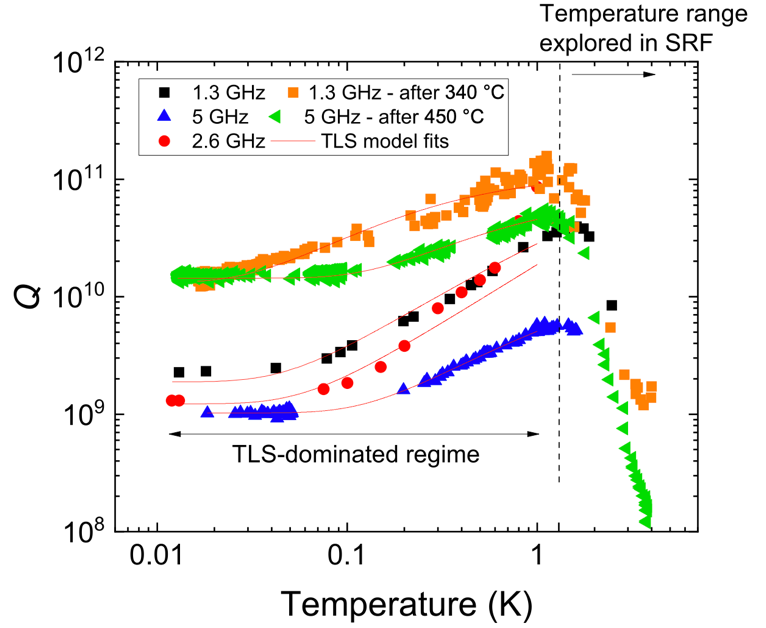 Temperature range
explored in SRF
10¹²
1.3 GHz
1.3 GHz - after 340 °C
5 GHz
5 GHz - after 450 °C
2.6 GHz
TLS model fits
10¹¹
Q
10¹⁰
10⁹
TLS-dominated regime
10⁸
0.01
0.1
1
Temperature (K)